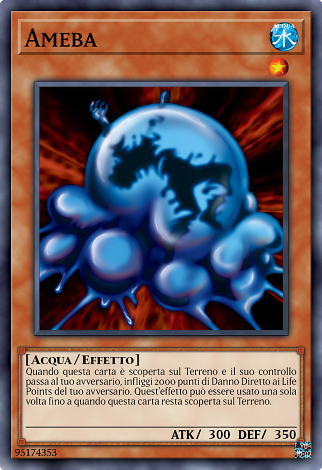 AMEBA
ACQUA
水
[ACQUA/EFFETTO]
Quando questa carta è scoperta sul Terreno e il suo controllo
passa al tuo avversario, infliggi 2000 punti di Danno Diretto ai Life
Points del tuo avversario. Quest'effetto può essere usato una sola
volta fino a quando questa carta resta scoperta sul Terreno.
ATK/ 300 DEF/ 350
95174353